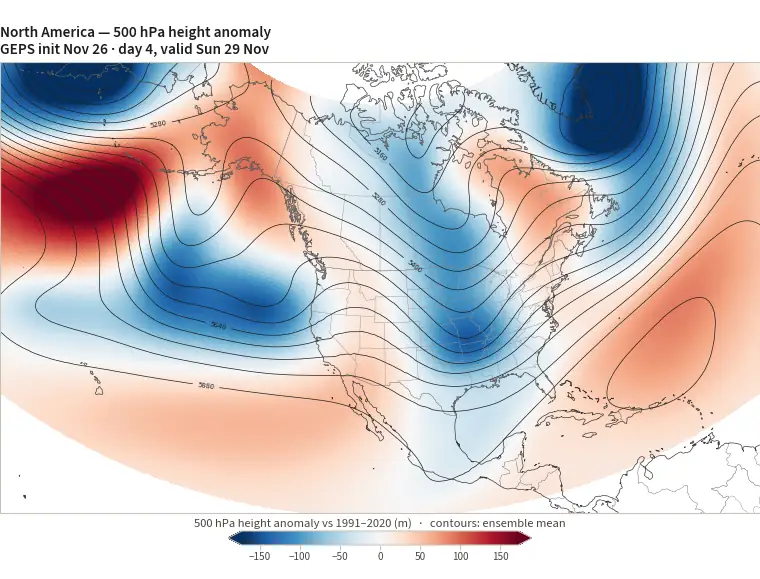 North America — 500 hPa height anomaly
GEPS init Nov 26 · day 4, valid Sun 29 Nov
5280
5160
5280
5400
5640
5880
500 hPa height anomaly vs 1991–2020 (m) · contours: ensemble mean
−150 −100 −50 0 50 100 150